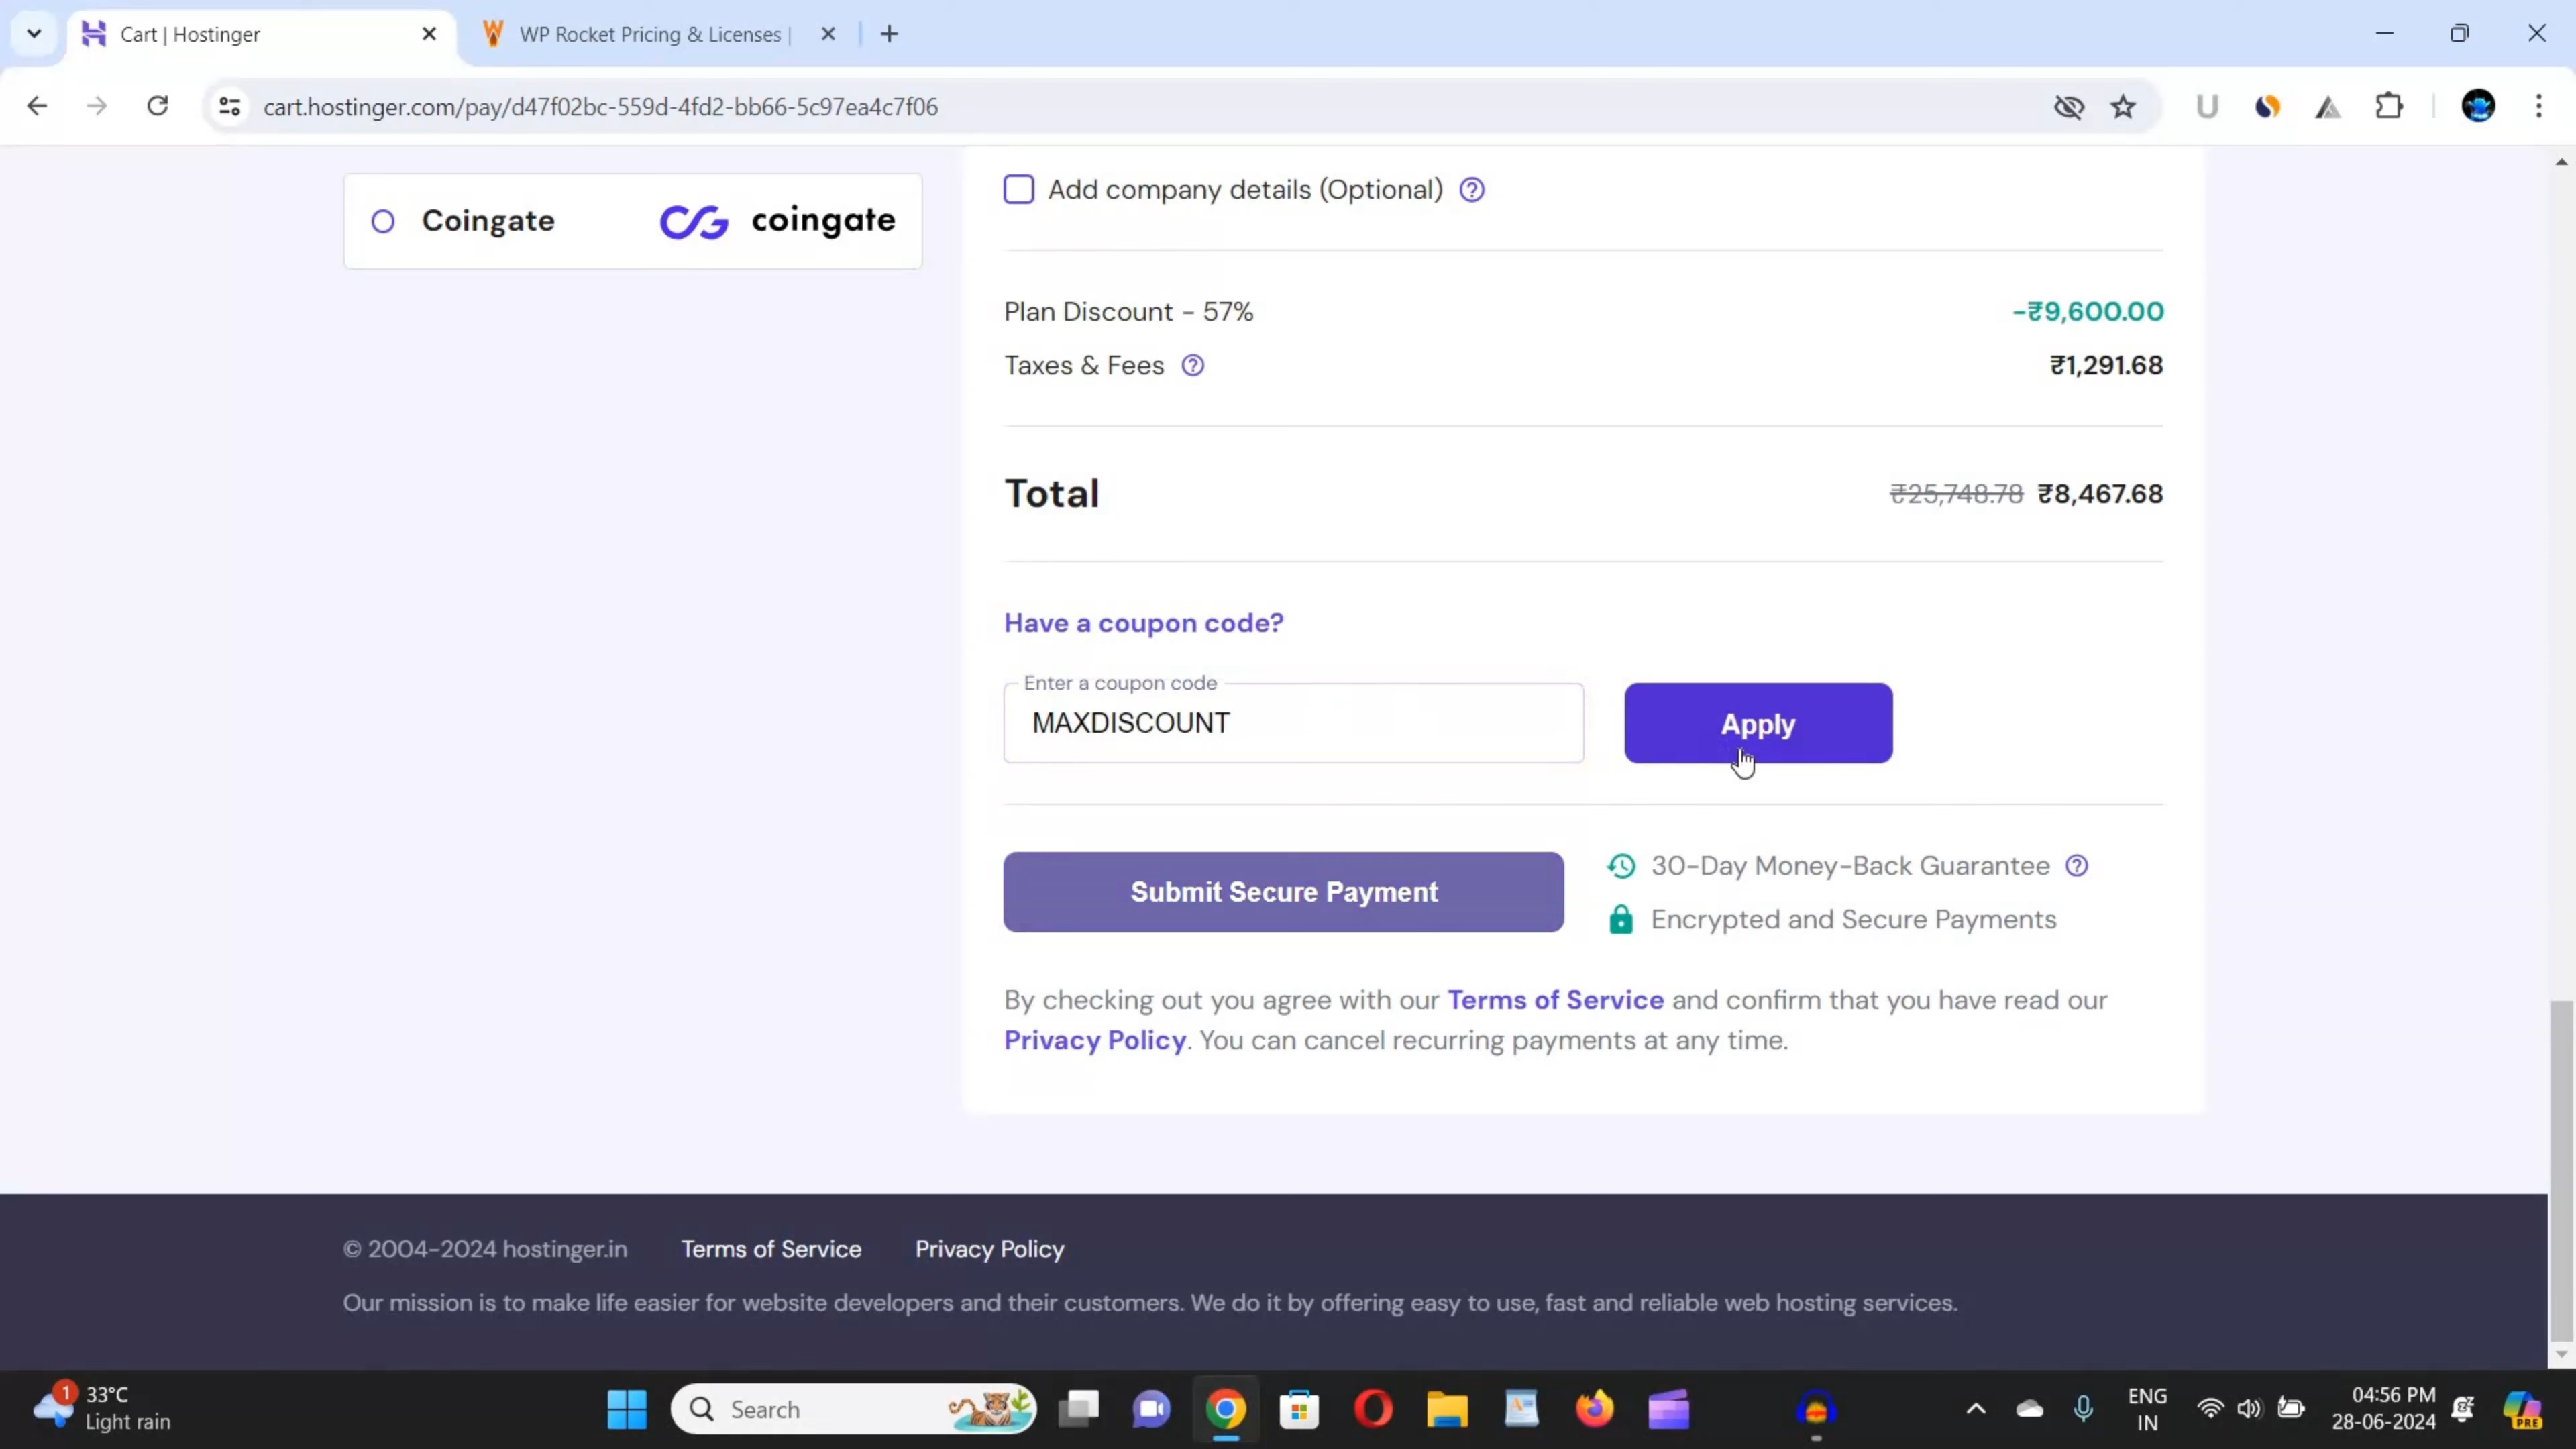 Cart | Hostinger
WP Rocket Pricing & Licenses |
cart.hostinger.com/pay/d47f02bc-559d-4fd2-bb66-5c97ea4c7f06
Coingate
coingate
Add company details (Optional)
Plan Discount - 57%
-₹9,600.00
Taxes & Fees
₹1,291.68
Total
₹25,748.78 ₹8,467.68
Have a coupon code?
Enter a coupon code
MAXDISCOUNT
Apply
Submit Secure Payment
30-Day Money-Back Guarantee
Encrypted and Secure Payments
By checking out you agree with our Terms of Service and confirm that you have read our
Privacy Policy. You can cancel recurring payments at any time.
© 2004-2024 hostinger.in
Terms of Service
Privacy Policy
Our mission is to make life easier for website developers and their customers. We do it by offering easy to use, fast and reliable web hosting services.
1
33°C
Light rain
Search
ENG
IN
04:56 PM
28-06-2024
PRE